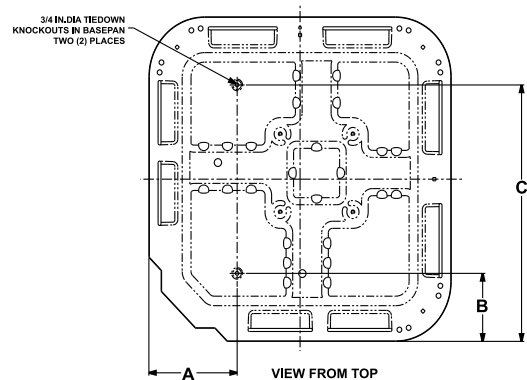 3/4 IN.DIA TIEDOWN
KNOCKOUTS IN BASEPAN
TWO (2) PLACES
C
B
A
VIEW FROM TOP